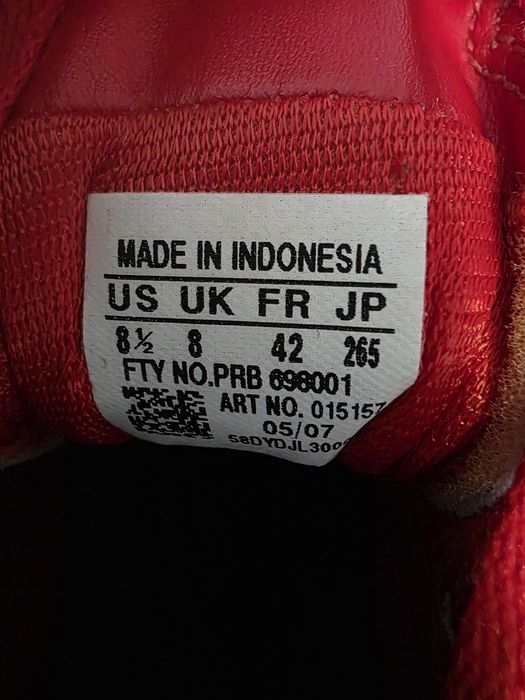 MADE IN INDONESIA
US UK FR JP
8½ 8 42 265
FTY NO.PRB 698001
ART NO. 015157
05/07
58DYDJL300